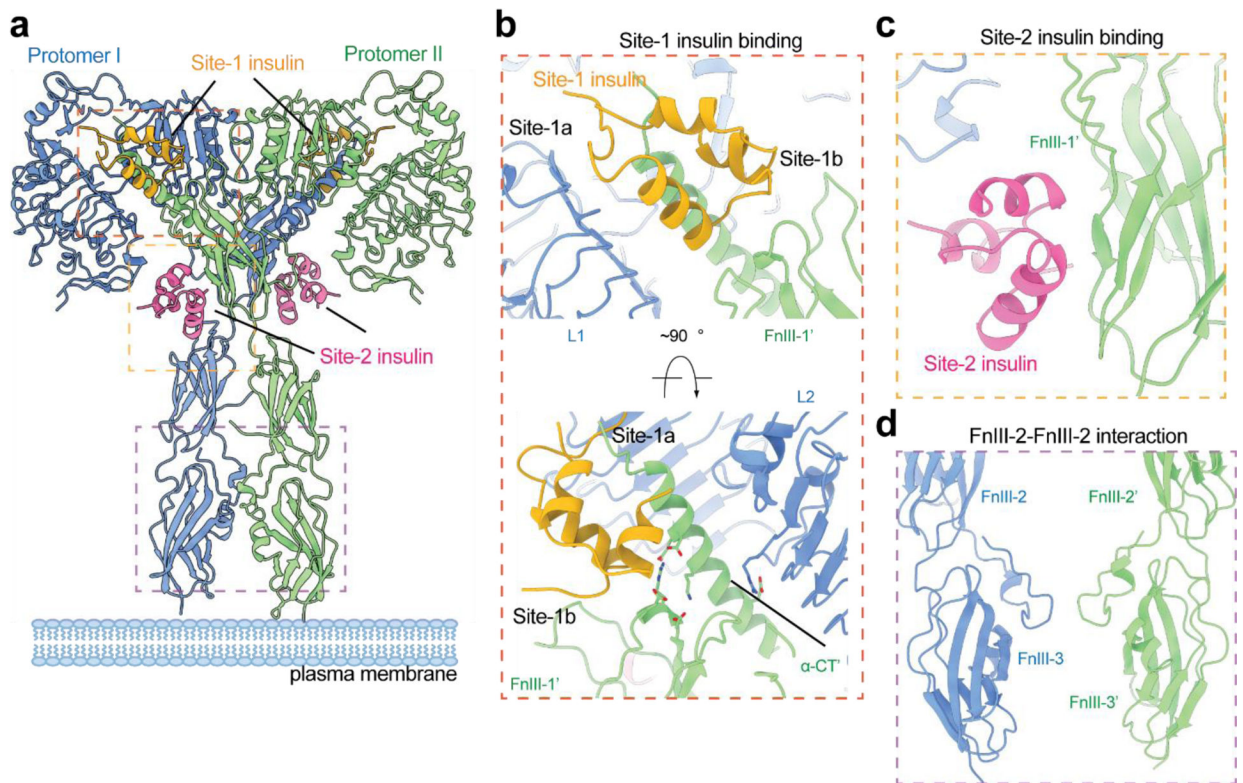 a
Protomer I
Site-1 insulin
Protomer II
Site-2 insulin
plasma membrane
b
Site-1 insulin binding
Site-1 insulin
Site-1a
Site-1b
L1
~90 °
FnIII-1'
L2
Site-1a
Site-1b
FnIII-1'
α-CT'
c
Site-2 insulin binding
FnIII-1'
Site-2 insulin
d
FnIII-2-FnIII-2 interaction
FnIII-2
FnIII-2'
FnIII-3
FnIII-3'